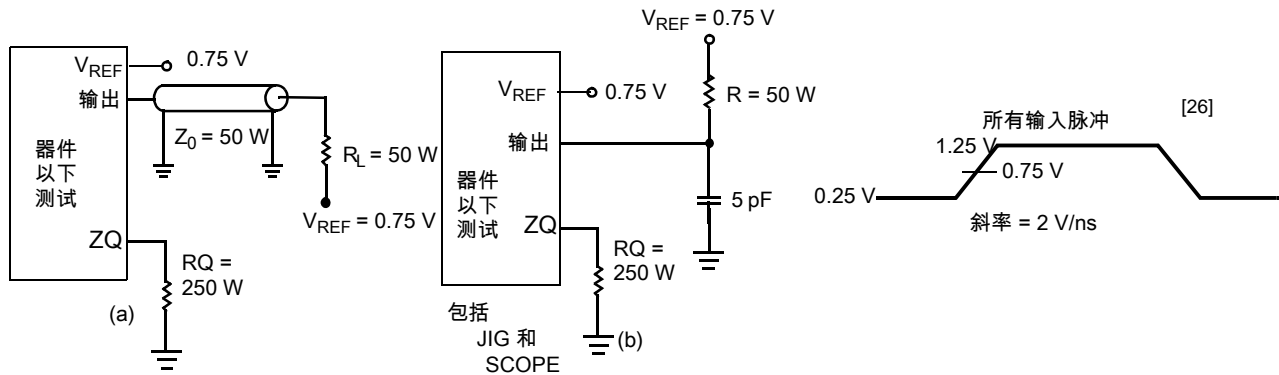 V_REF 0.75 V
输出
Z_0 = 50 W
R_L = 50 W
V_REF = 0.75 V
器件
以下
测试
ZQ
RQ =
250 W
(a)
V_REF = 0.75 V
R = 50 W
V_REF 0.75 V
输出
5 pF
器件
以下
测试
ZQ
RQ =
250 W
包括
JIG 和
SCOPE
(b)
[26]
所有输入脉冲
1.25 V
0.75 V
0.25 V
斜率 = 2 V/ns